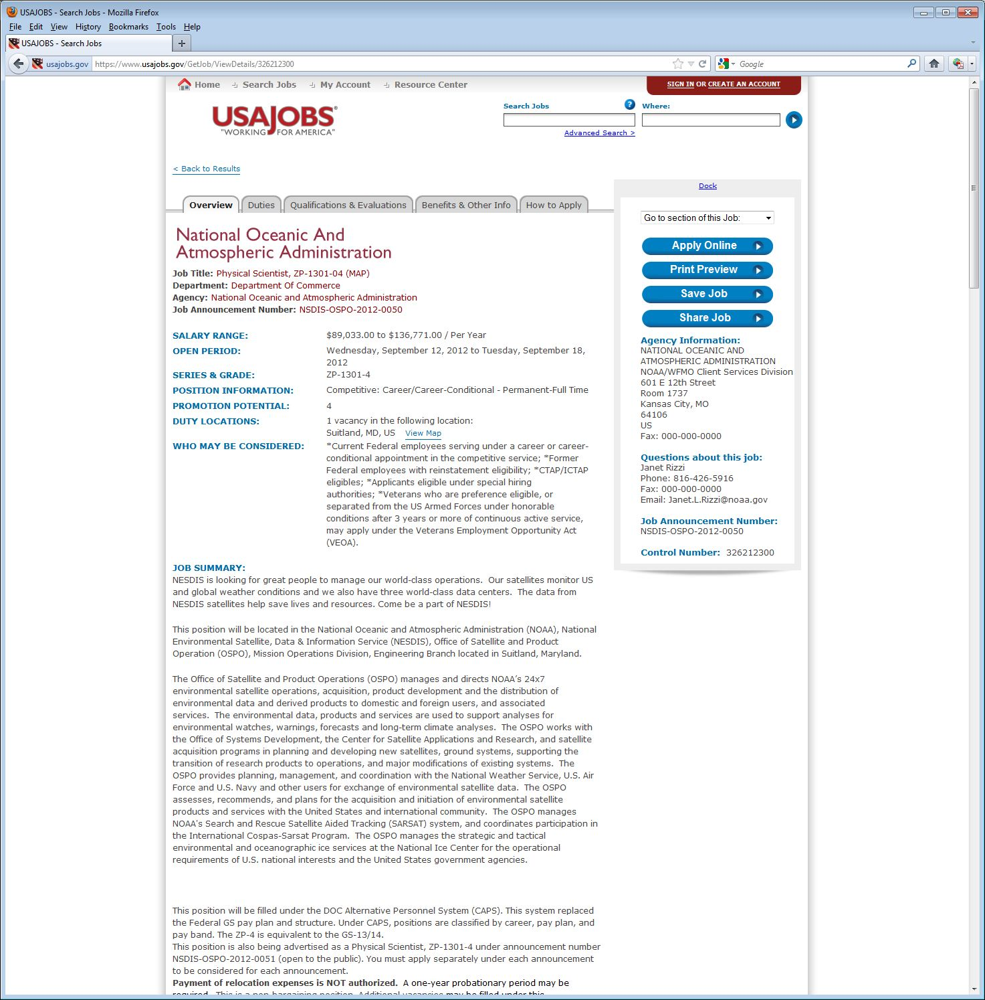 USAJOBS - Search Jobs - Mozilla Firefox
File Edit View History Bookmarks Tools Help
USAJOBS - Search Jobs
usajobs.gov https://www.usajobs.gov/GetJob/ViewDetails/326212300 Google
Home Search Jobs My Account Resource Center SIGN IN OR CREATE AN ACCOUNT
USAJOBS®
"WORKING FOR AMERICA"
Search Jobs ? Where:
Advanced Search >
< Back to Results
Overview Duties Qualifications & Evaluations Benefits & Other Info How to Apply
National Oceanic And
Atmospheric Administration
Job Title: Physical Scientist, ZP-1301-04 (MAP)
Department: Department Of Commerce
Agency: National Oceanic and Atmospheric Administration
Job Announcement Number: NSDIS-OSPO-2012-0050
SALARY RANGE: $89,033.00 to $136,771.00 / Per Year
OPEN PERIOD: Wednesday, September 12, 2012 to Tuesday, September 18,
2012
SERIES & GRADE: ZP-1301-4
POSITION INFORMATION: Competitive: Career/Career-Conditional - Permanent-Full Time
PROMOTION POTENTIAL: 4
DUTY LOCATIONS: 1 vacancy in the following location:
Suitland, MD, US View Map
WHO MAY BE CONSIDERED: *Current Federal employees serving under a career or career-
conditional appointment in the competitive service; *Former
Federal employees with reinstatement eligibility; *CTAP/ICTAP
eligibles; *Applicants eligible under special hiring
authorities; *Veterans who are preference eligible, or
separated from the US Armed Forces under honorable
conditions after 3 years or more of continuous active service,
may apply under the Veterans Employment Opportunity Act
(VEOA).
JOB SUMMARY:
NESDIS is looking for great people to manage our world-class operations.  Our satellites monitor US
and global weather conditions and we also have three world-class data centers.  The data from
NESDIS satellites help save lives and resources. Come be a part of NESDIS!
This position will be located in the National Oceanic and Atmospheric Administration (NOAA), National
Environmental Satellite, Data & Information Service (NESDIS), Office of Satellite and Product
Operation (OSPO), Mission Operations Division, Engineering Branch located in Suitland, Maryland.
The Office of Satellite and Product Operations (OSPO) manages and directs NOAA's 24x7
environmental satellite operations, acquisition, product development and the distribution of
environmental data and derived products to domestic and foreign users, and associated
services.  The environmental data, products and services are used to support analyses for
environmental watches, warnings, forecasts and long-term climate analyses.  The OSPO works with
the Office of Systems Development, the Center for Satellite Applications and Research, and satellite
acquisition programs in planning and developing new satellites, ground systems, supporting the
transition of research products to operations, and major modifications of existing systems.  The
OSPO provides planning, management, and coordination with the National Weather Service, U.S. Air
Force and U.S. Navy and other users for exchange of environmental satellite data.  The OSPO
assesses, recommends, and plans for the acquisition and initiation of environmental satellite
products and services with the United States and international community.  The OSPO manages
NOAA's Search and Rescue Satellite Aided Tracking (SARSAT) system, and coordinates participation in
the International Cospas-Sarsat Program.  The OSPO manages the strategic and tactical
environmental and oceanographic ice services at the National Ice Center for the operational
requirements of U.S. national interests and the United States government agencies.
This position will be filled under the DOC Alternative Personnel System (CAPS). This system replaced
the Federal GS pay plan and structure. Under CAPS, positions are classified by career, pay plan, and
pay band. The ZP-4 is equivalent to the GS-13/14.
This position is also being advertised as a Physical Scientist, ZP-1301-4 under announcement number
NSDIS-OSPO-2012-0051 (open to the public). You must apply separately under each announcement
to be considered for each announcement.
Payment of relocation expenses is NOT authorized.  A one-year probationary period may be
required.  This is a non-bargaining position. Additional vacancies may be filled under this
Dock
Go to section of this Job:
Apply Online
Print Preview
Save Job
Share Job
Agency Information:
NATIONAL OCEANIC AND
ATMOSPHERIC ADMINISTRATION
NOAA/WFMO Client Services Division
601 E 12th Street
Room 1737
Kansas City, MO
64106
US
Fax: 000-000-0000
Questions about this job:
Janet Rizzi
Phone: 816-426-5916
Fax: 000-000-0000
Email: Janet.L.Rizzi@noaa.gov
Job Announcement Number:
NSDIS-OSPO-2012-0050
Control Number: 326212300